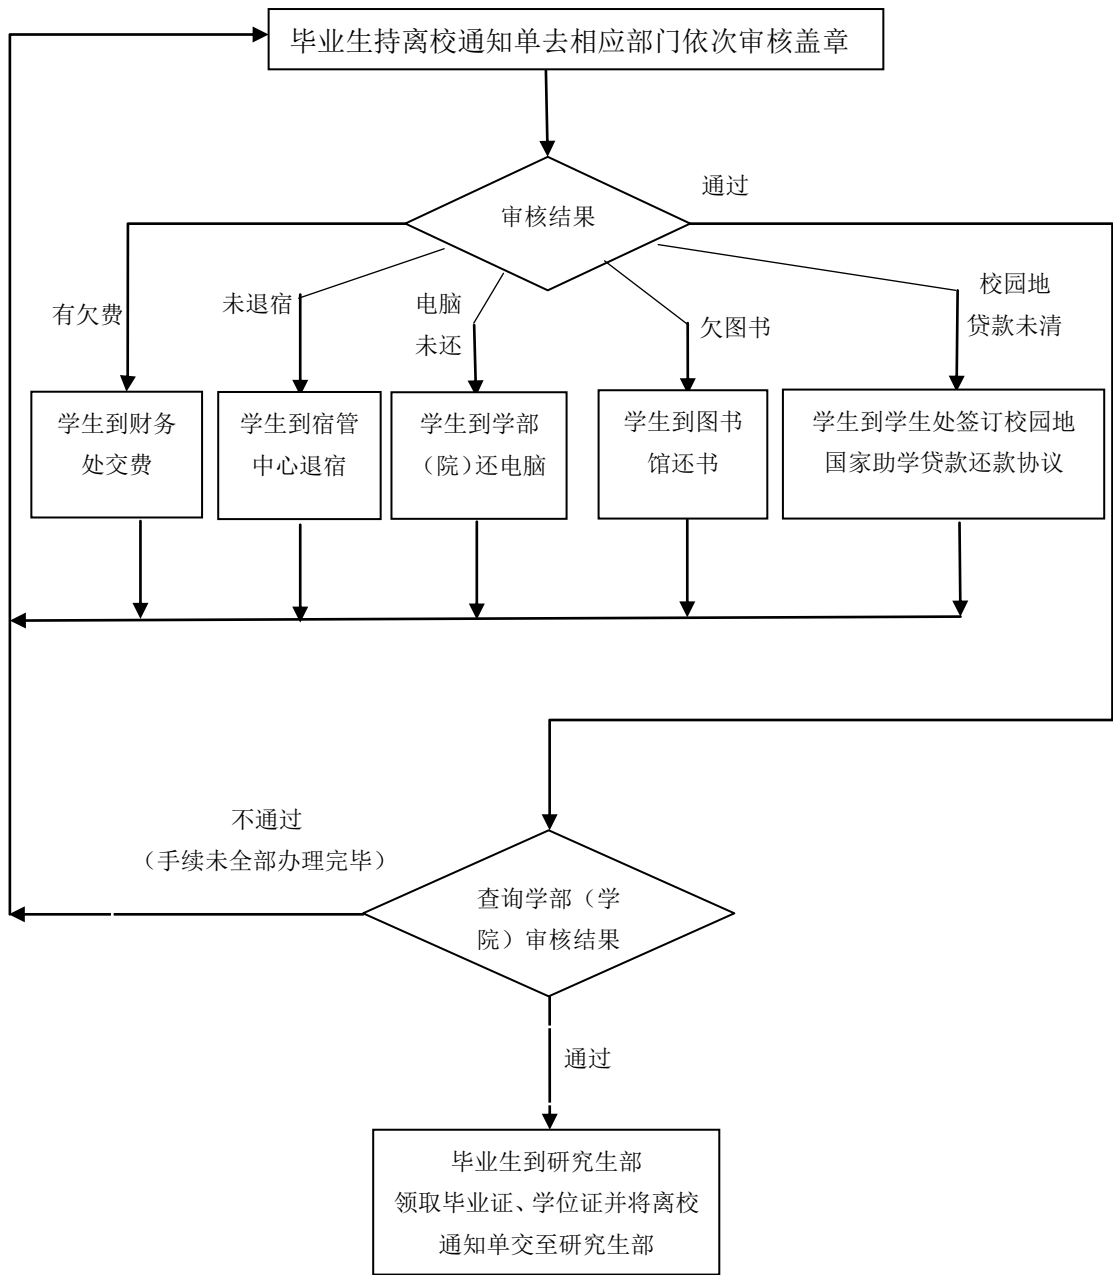 毕业生持离校通知单去相应部门依次审核盖章
通过
审核结果
有欠费
未退宿
电脑
未还
欠图书
校园地
贷款未清
学生到财务
处交费
学生到宿管
中心退宿
学生到学部
（院）还电脑
学生到图书
馆还书
学生到学生处签订校园地
国家助学贷款还款协议
不通过
（手续未全部办理完毕）
查询学部（学
院）审核结果
通过
毕业生到研究生部
领取毕业证、学位证并将离校
通知单交至研究生部